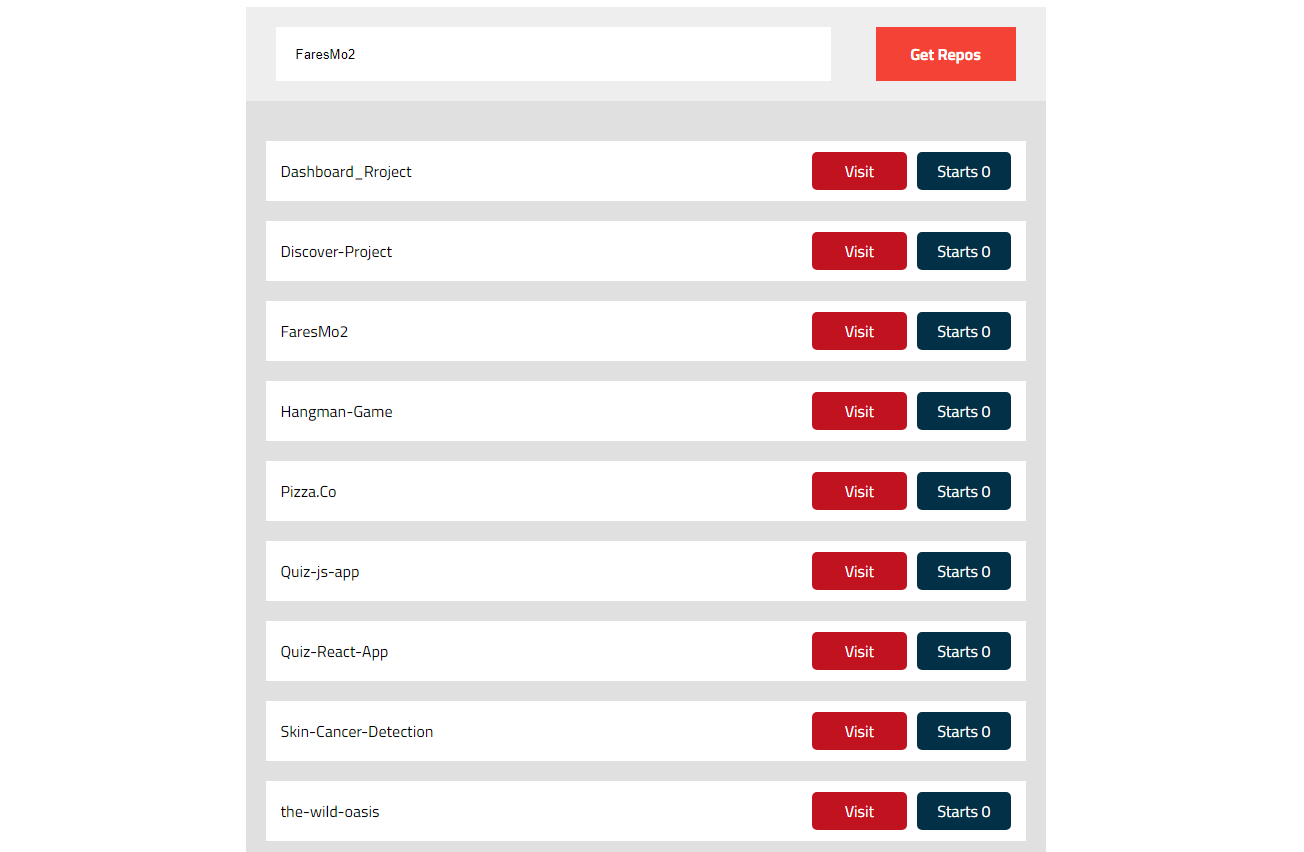 FaresMo2 Get Repos
Dashboard_Rroject Visit Starts 0
Discover-Project Visit Starts 0
FaresMo2 Visit Starts 0
Hangman-Game Visit Starts 0
Pizza.Co Visit Starts 0
Quiz-js-app Visit Starts 0
Quiz-React-App Visit Starts 0
Skin-Cancer-Detection Visit Starts 0
the-wild-oasis Visit Starts 0